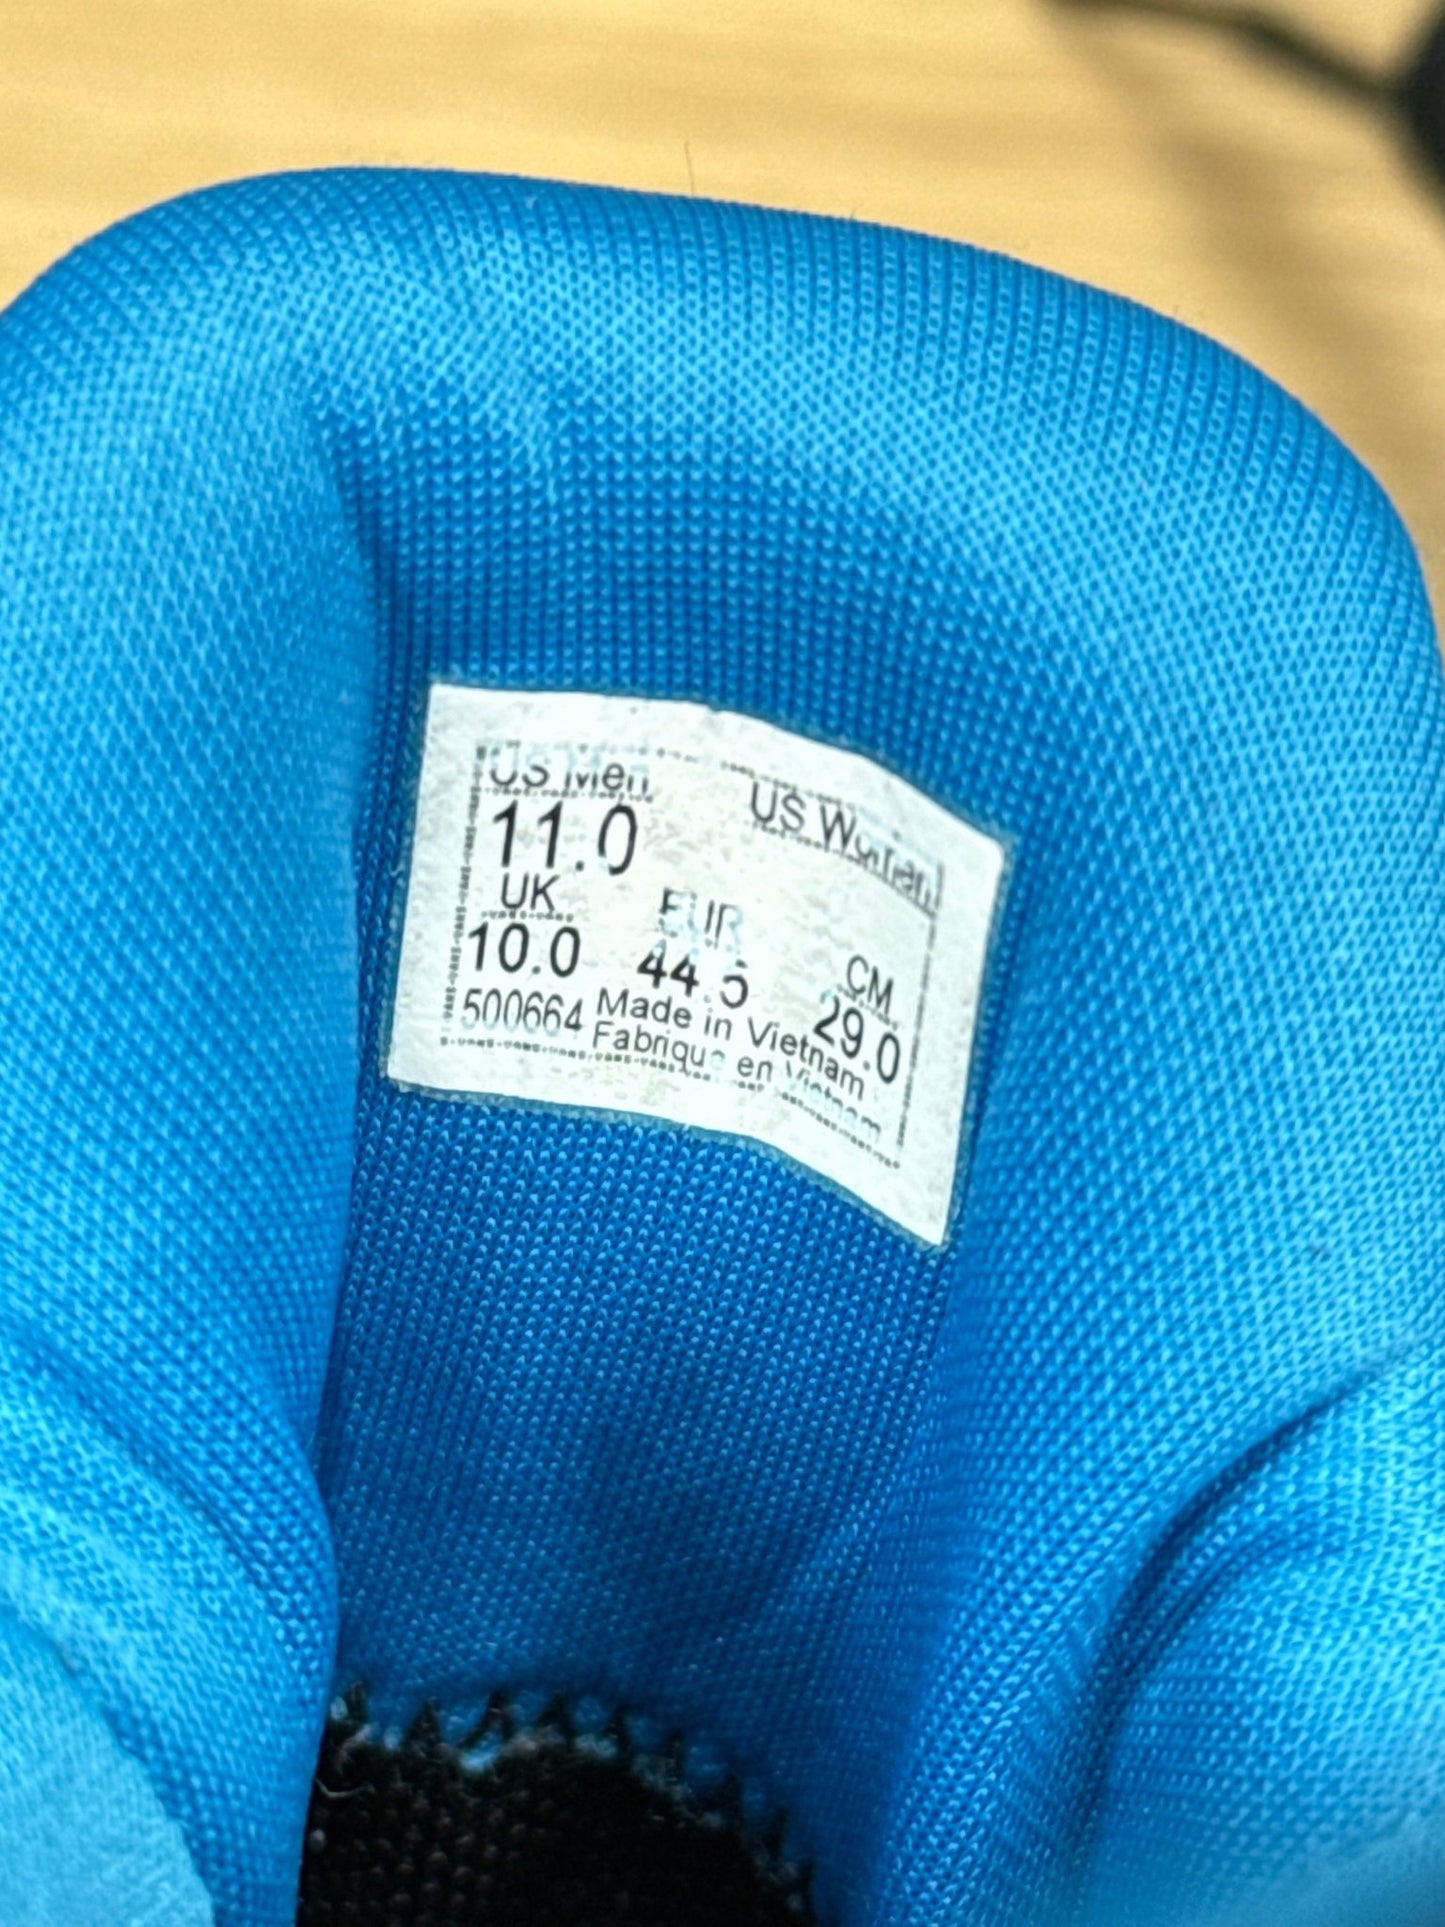 US Men US Women
11.0
UK EUR CM
10.0 44.5 29.0
500664 Made in Vietnam
Fabrique en Vietnam